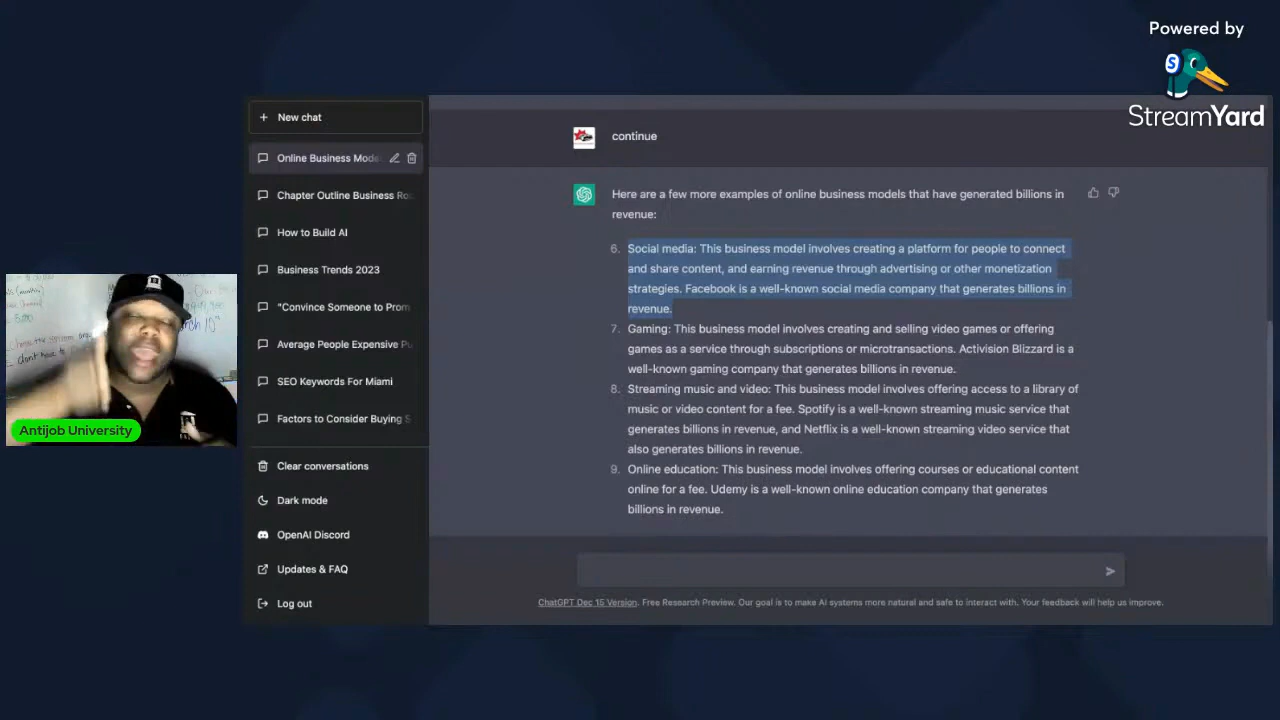 Powered by
StreamYard
New chat
Online Business Mode
Chapter Outline Business Ro
How to Build AI
Business Trends 2023
"Convince Someone to Prom
Average People Expensive Pu
SEO Keywords For Miami
Factors to Consider Buying S
Clear conversations
Dark mode
OpenAI Discord
Updates & FAQ
Log out
continue
Here are a few more examples of online business models that have generated billions in
revenue:
6. Social media: This business model involves creating a platform for people to connect
and share content, and earning revenue through advertising or other monetization
strategies. Facebook is a well-known social media company that generates billions in
revenue.
7. Gaming: This business model involves creating and selling video games or offering
games as a service through subscriptions or microtransactions. Activision Blizzard is a
well-known gaming company that generates billions in revenue.
8. Streaming music and video: This business model involves offering access to a library of
music or video content for a fee. Spotify is a well-known streaming music service that
generates billions in revenue, and Netflix is a well-known streaming video service that
also generates billions in revenue.
9. Online education: This business model involves offering courses or educational content
online for a fee. Udemy is a well-known online education company that generates
billions in revenue.
ChatGPT Dec 15 Version. Free Research Preview. Our goal is to make AI systems more natural and safe to interact with. Your feedback will help us improve.
Antijob University